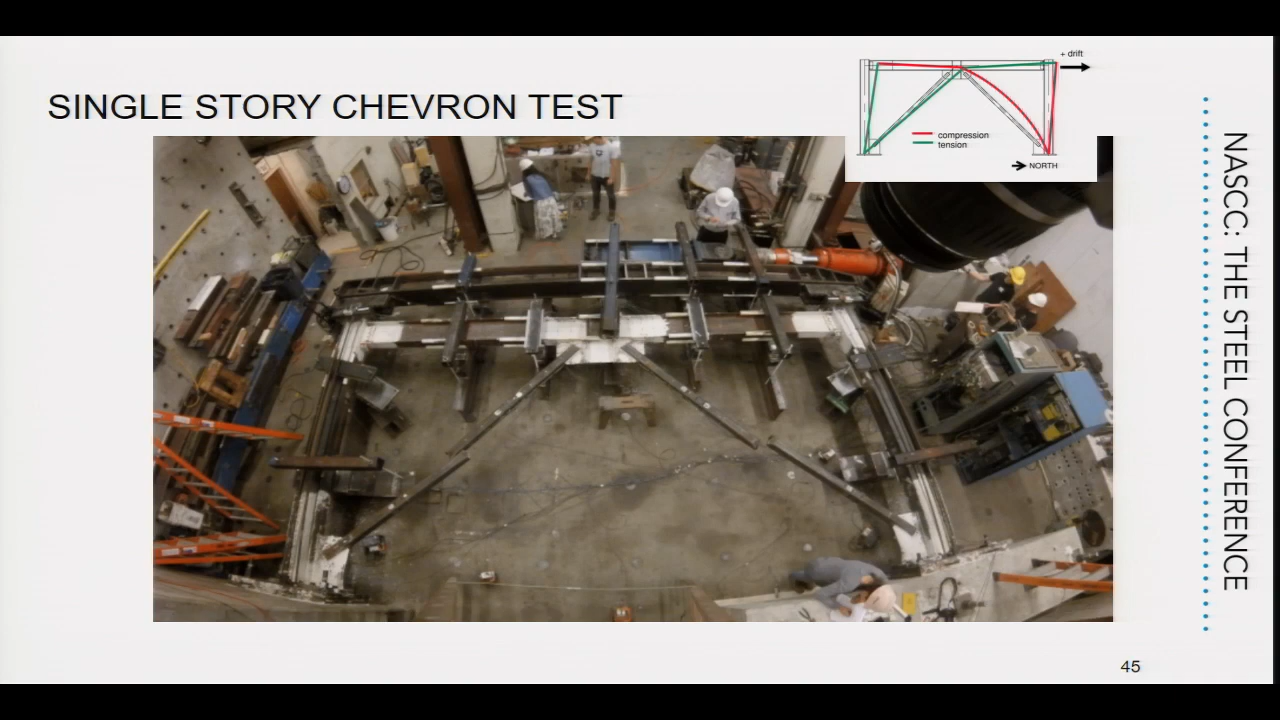 SINGLE STORY CHEVRON TEST
+ drift
compression
tension
NORTH
NASCC: THE STEEL CONFERENCE
45